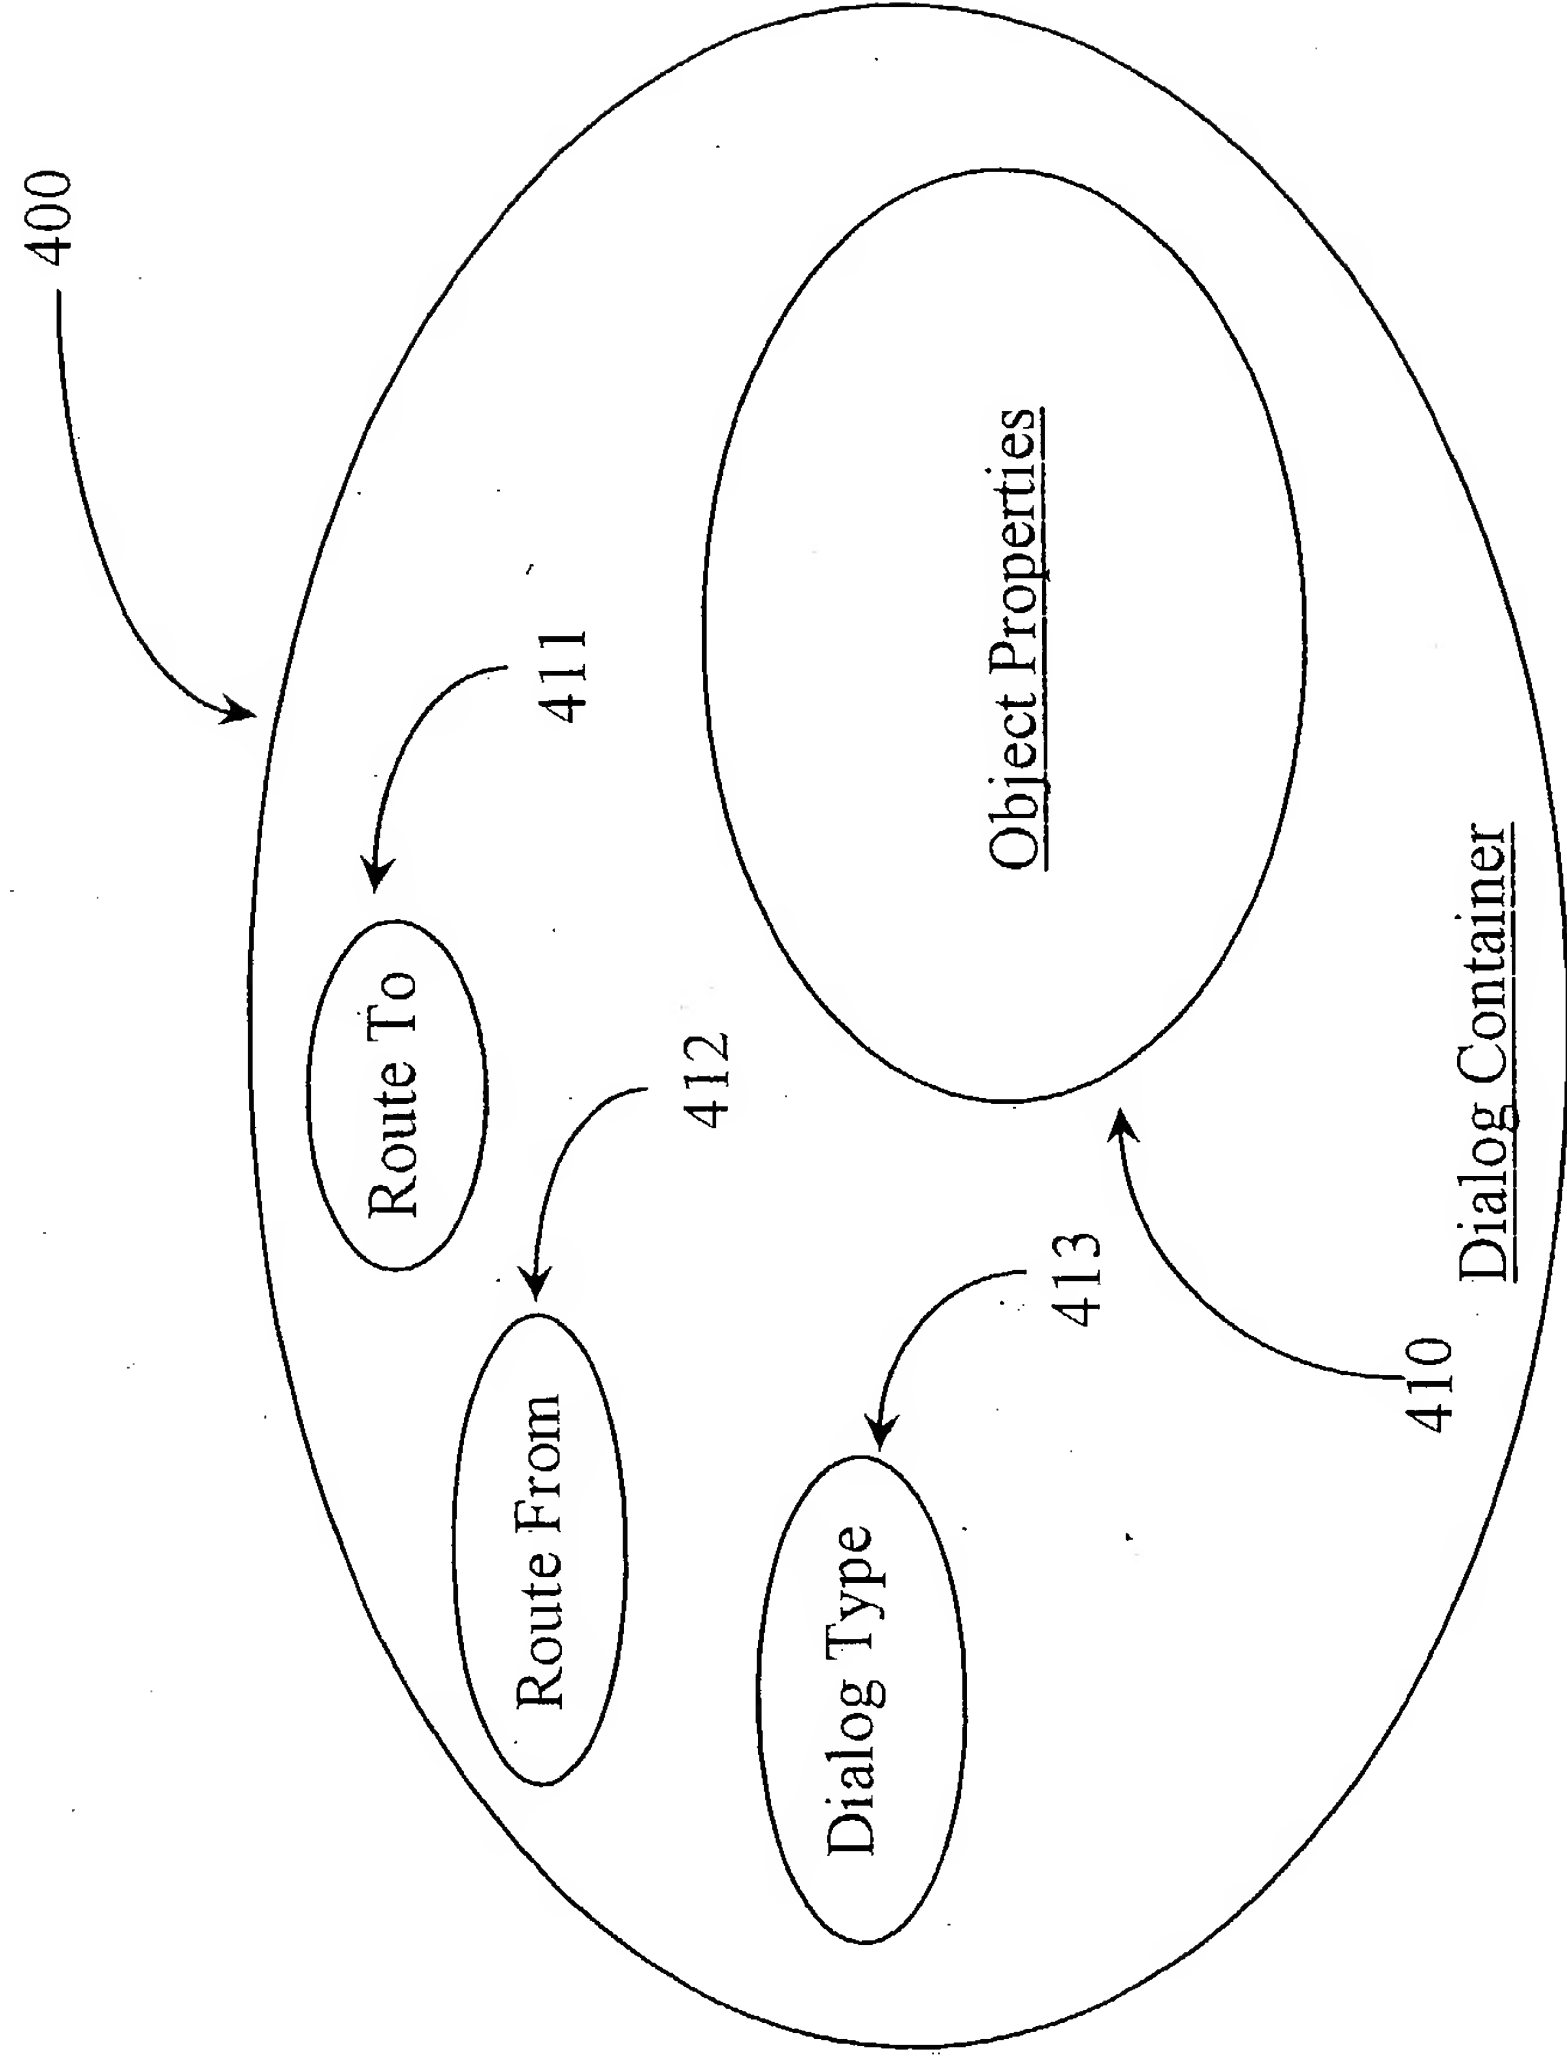 400
Route To
411
Route From
412
Dialog Type
413
Object Properties
410
Dialog Container